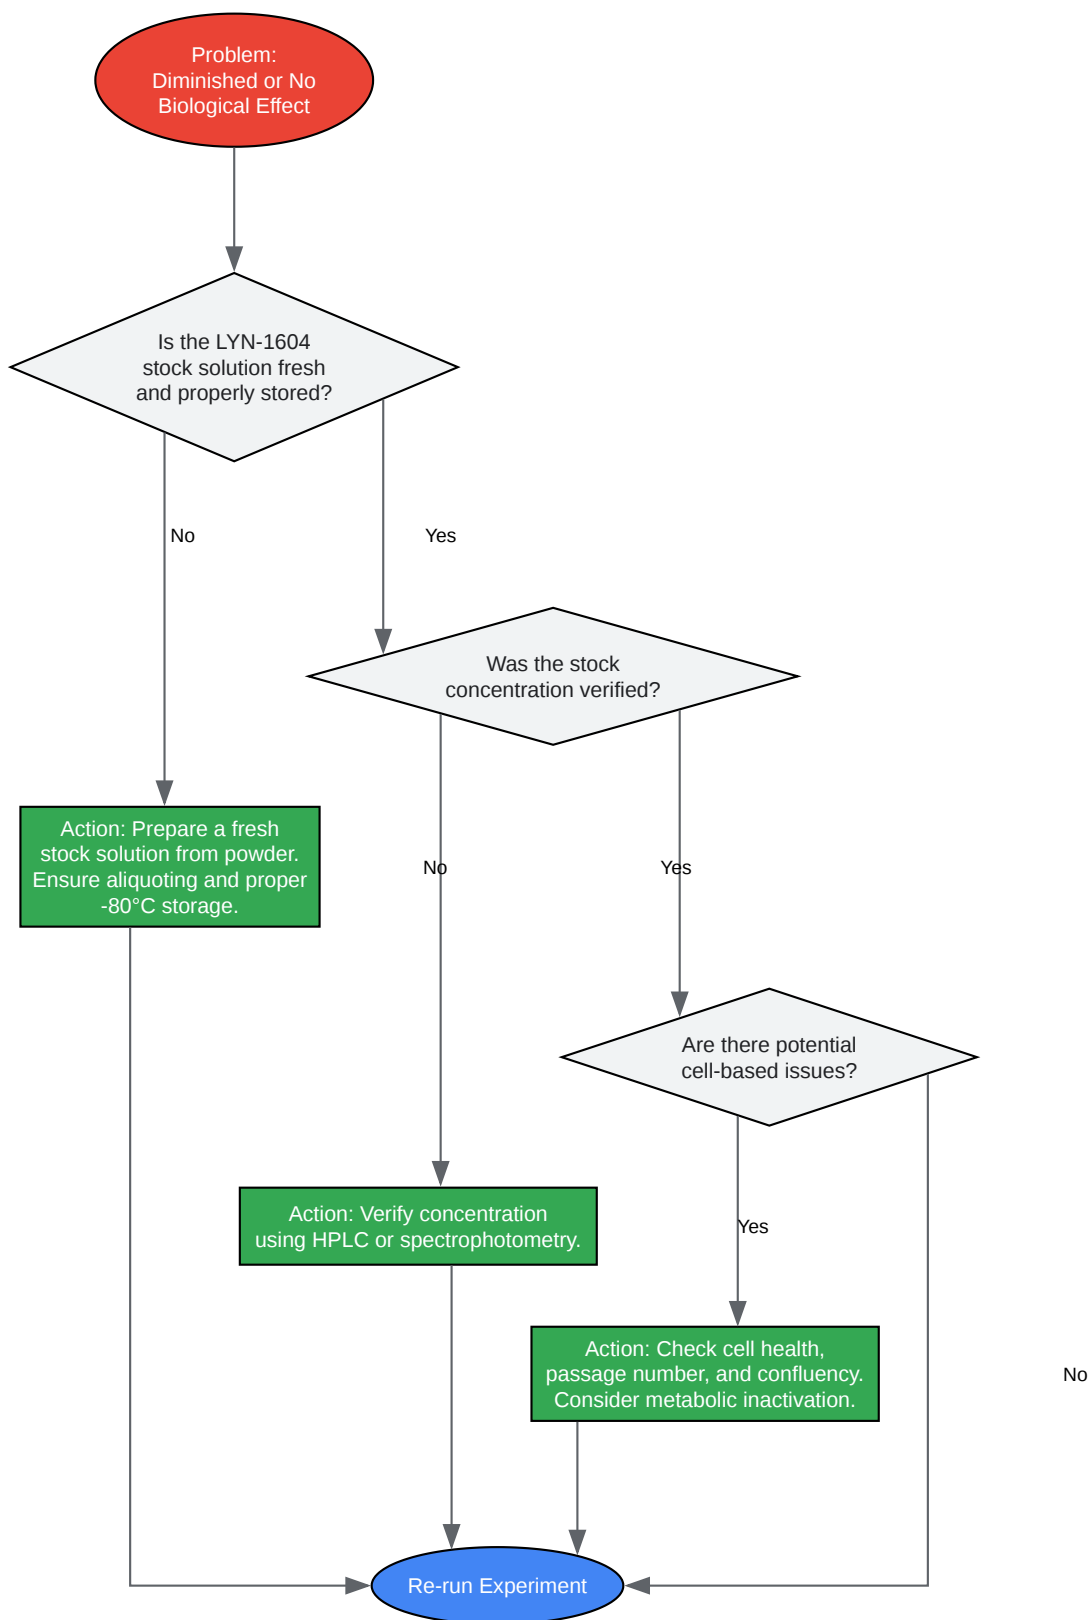 Problem:
Diminished or No
Biological Effect
Is the LYN-1604
stock solution fresh
and properly stored?
No
Yes
Was the stock
concentration verified?
Action: Prepare a fresh
stock solution from powder.
Ensure aliquoting and proper
-80°C storage.
No
Yes
Are there potential
cell-based issues?
Action: Verify concentration
using HPLC or spectrophotometry.
Yes
Action: Check cell health,
passage number, and confluency.
Consider metabolic inactivation.
No
Re-run Experiment